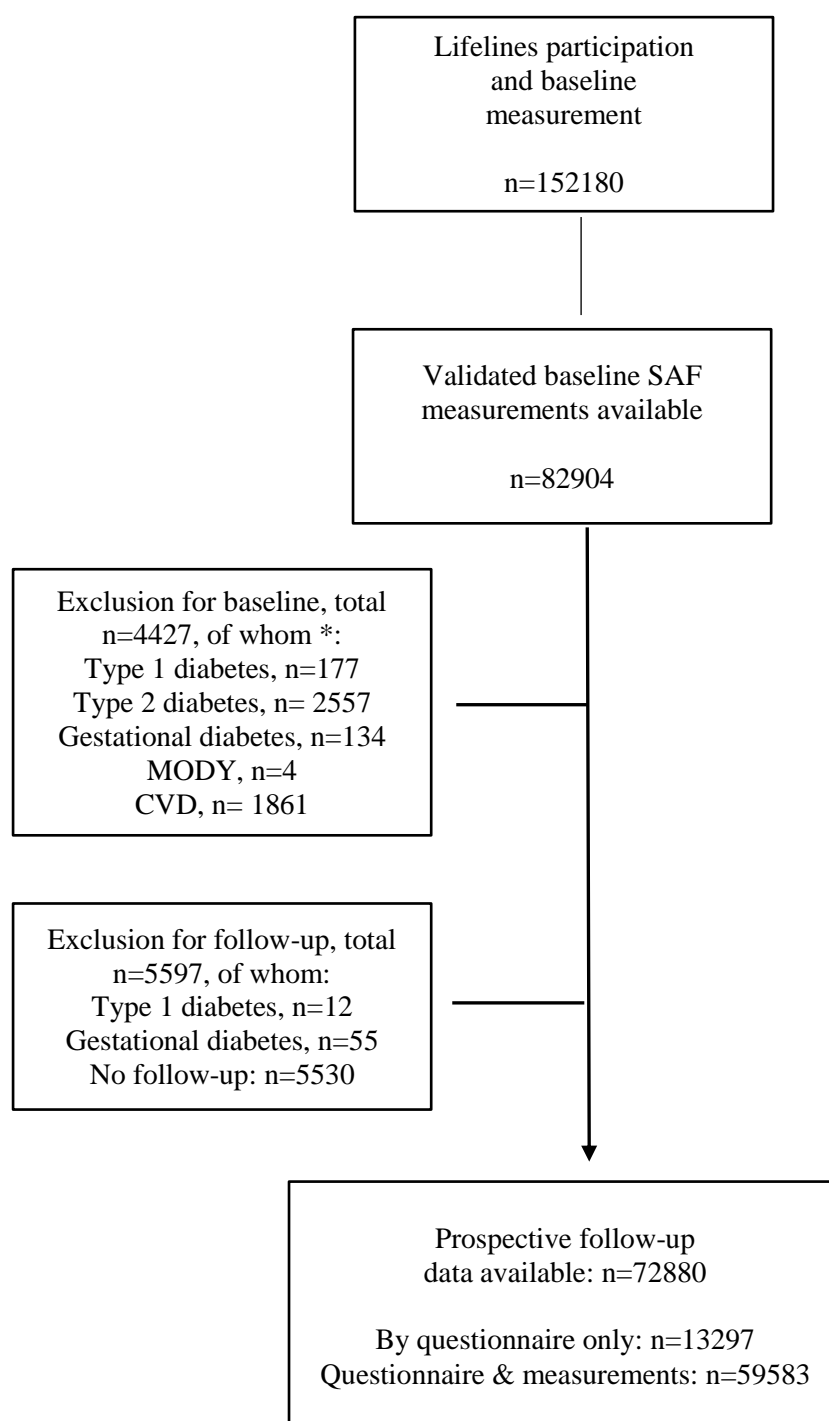 Lifelines participation
and baseline
measurement
n=152180
Validated baseline SAF
measurements available
n=82904
Exclusion for baseline, total
n=4427, of whom *:
Type 1 diabetes, n=177
Type 2 diabetes, n= 2557
Gestational diabetes, n=134
MODY, n=4
CVD, n= 1861
Exclusion for follow-up, total
n=5597, of whom:
Type 1 diabetes, n=12
Gestational diabetes, n=55
No follow-up: n=5530
Prospective follow-up
data available: n=72880
By questionnaire only: n=13297
Questionnaire & measurements: n=59583